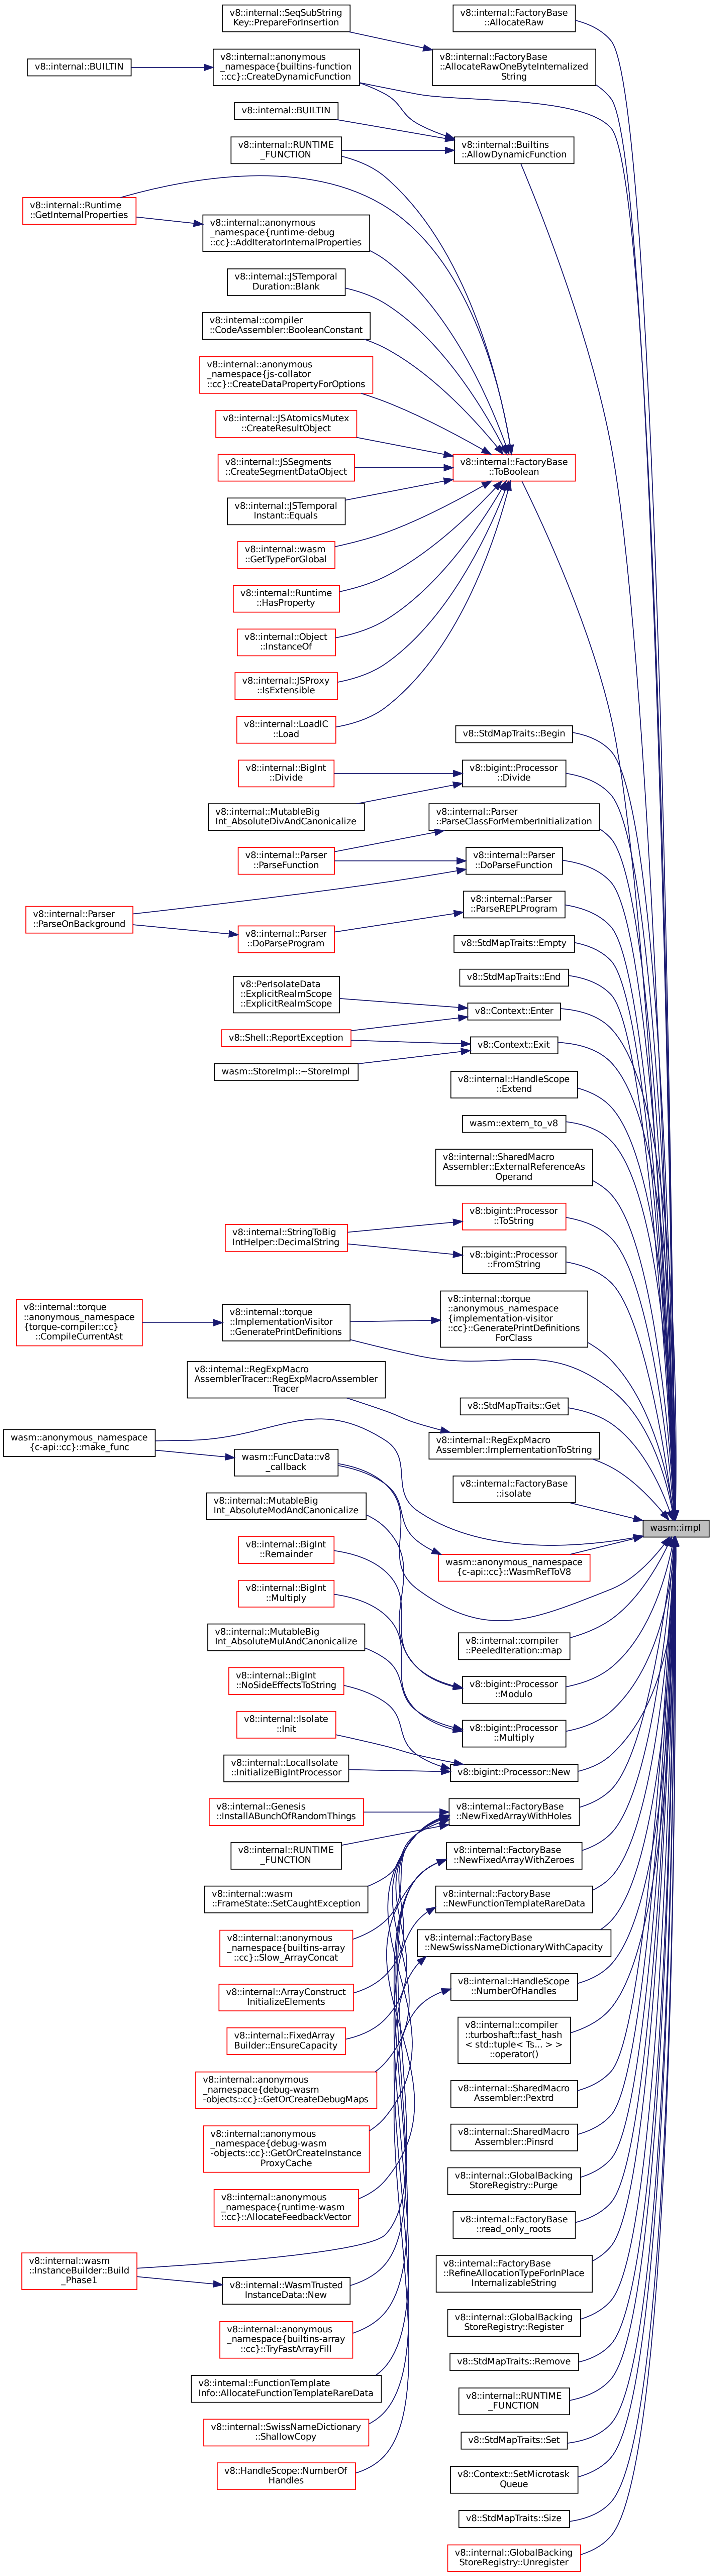 v8::internal::SeqSubString
Key::PrepareForInsertion
v8::internal::FactoryBase
::AllocateRaw
v8::internal::BUILTIN
v8::internal::anonymous
_namespace{builtins-function
::cc}::CreateDynamicFunction
v8::internal::FactoryBase
::AllocateRawOneByteInternalized
String
v8::internal::BUILTIN
v8::internal::RUNTIME
_FUNCTION
v8::internal::Builtins
::AllowDynamicFunction
v8::internal::Runtime
::GetInternalProperties
v8::internal::anonymous
_namespace{runtime-debug
::cc}::AddIteratorInternalProperties
v8::internal::JSTemporal
Duration::Blank
v8::internal::compiler
::CodeAssembler::BooleanConstant
v8::internal::anonymous
_namespace{js-collator
::cc}::CreateDataPropertyForOptions
v8::internal::JSAtomicsMutex
::CreateResultObject
v8::internal::JSSegments
::CreateSegmentDataObject
v8::internal::FactoryBase
::ToBoolean
v8::internal::JSTemporal
Instant::Equals
v8::internal::wasm
::GetTypeForGlobal
v8::internal::Runtime
::HasProperty
v8::internal::Object
::InstanceOf
v8::internal::JSProxy
::IsExtensible
v8::internal::LoadIC
::Load
v8::StdMapTraits::Begin
v8::internal::BigInt
::Divide
v8::bigint::Processor
::Divide
v8::internal::MutableBig
Int_AbsoluteDivAndCanonicalize
v8::internal::Parser
::ParseClassForMemberInitialization
v8::internal::Parser
::ParseFunction
v8::internal::Parser
::DoParseFunction
v8::internal::Parser
::ParseOnBackground
v8::internal::Parser
::DoParseProgram
v8::internal::Parser
::ParseREPLProgram
v8::StdMapTraits::Empty
v8::StdMapTraits::End
v8::PerIsolateData
::ExplicitRealmScope
::ExplicitRealmScope
v8::Context::Enter
v8::Shell::ReportException
v8::Context::Exit
wasm::StoreImpl::~StoreImpl
v8::internal::HandleScope
::Extend
wasm::extern_to_v8
v8::internal::SharedMacro
Assembler::ExternalReferenceAs
Operand
v8::internal::StringToBig
IntHelper::DecimalString
v8::bigint::Processor
::ToString
v8::bigint::Processor
::FromString
v8::internal::torque
::anonymous_namespace
{torque-compiler::cc}
::CompileCurrentAst
v8::internal::torque
::ImplementationVisitor
::GeneratePrintDefinitions
v8::internal::torque
::anonymous_namespace
{implementation-visitor
::cc}::GeneratePrintDefinitions
ForClass
v8::internal::RegExpMacro
AssemblerTracer::RegExpMacroAssembler
Tracer
v8::StdMapTraits::Get
wasm::anonymous_namespace
{c-api::cc}::make_func
wasm::FuncData::v8
_callback
v8::internal::RegExpMacro
Assembler::ImplementationToString
v8::internal::FactoryBase
::isolate
wasm::impl
v8::internal::MutableBig
Int_AbsoluteModAndCanonicalize
v8::internal::BigInt
::Remainder
wasm::anonymous_namespace
{c-api::cc}::WasmRefToV8
v8::internal::BigInt
::Multiply
v8::internal::MutableBig
Int_AbsoluteMulAndCanonicalize
v8::internal::compiler
::PeeledIteration::map
v8::internal::BigInt
::NoSideEffectsToString
v8::bigint::Processor
::Modulo
v8::internal::Isolate
::Init
v8::bigint::Processor
::Multiply
v8::internal::LocalIsolate
::InitializeBigIntProcessor
v8::bigint::Processor::New
v8::internal::Genesis
::InstallABunchOfRandomThings
v8::internal::FactoryBase
::NewFixedArrayWithHoles
v8::internal::RUNTIME
_FUNCTION
v8::internal::FactoryBase
::NewFixedArrayWithZeroes
v8::internal::wasm
::FrameState::SetCaughtException
v8::internal::FactoryBase
::NewFunctionTemplateRareData
v8::internal::anonymous
_namespace{builtins-array
::cc}::Slow_ArrayConcat
v8::internal::FactoryBase
::NewSwissNameDictionaryWithCapacity
v8::internal::ArrayConstruct
InitializeElements
v8::internal::HandleScope
::NumberOfHandles
v8::internal::FixedArray
Builder::EnsureCapacity
v8::internal::compiler
::turboshaft::fast_hash
< std::tuple< Ts... > >
::operator()
v8::internal::anonymous
_namespace{debug-wasm
-objects::cc}::GetOrCreateDebugMaps
v8::internal::SharedMacro
Assembler::Pextrd
v8::internal::anonymous
_namespace{debug-wasm
-objects::cc}::GetOrCreateInstance
ProxyCache
v8::internal::SharedMacro
Assembler::Pinsrd
v8::internal::anonymous
_namespace{runtime-wasm
::cc}::AllocateFeedbackVector
v8::internal::GlobalBacking
StoreRegistry::Purge
v8::internal::FactoryBase
::read_only_roots
v8::internal::wasm
::InstanceBuilder::Build
_Phase1
v8::internal::WasmTrusted
InstanceData::New
v8::internal::FactoryBase
::RefineAllocationTypeForInPlace
InternalizableString
v8::internal::anonymous
_namespace{builtins-array
::cc}::TryFastArrayFill
v8::internal::GlobalBacking
StoreRegistry::Register
v8::StdMapTraits::Remove
v8::internal::FunctionTemplate
Info::AllocateFunctionTemplateRareData
v8::internal::RUNTIME
_FUNCTION
v8::internal::SwissNameDictionary
::ShallowCopy
v8::StdMapTraits::Set
v8::HandleScope::NumberOf
Handles
v8::Context::SetMicrotask
Queue
v8::StdMapTraits::Size
v8::internal::GlobalBacking
StoreRegistry::Unregister